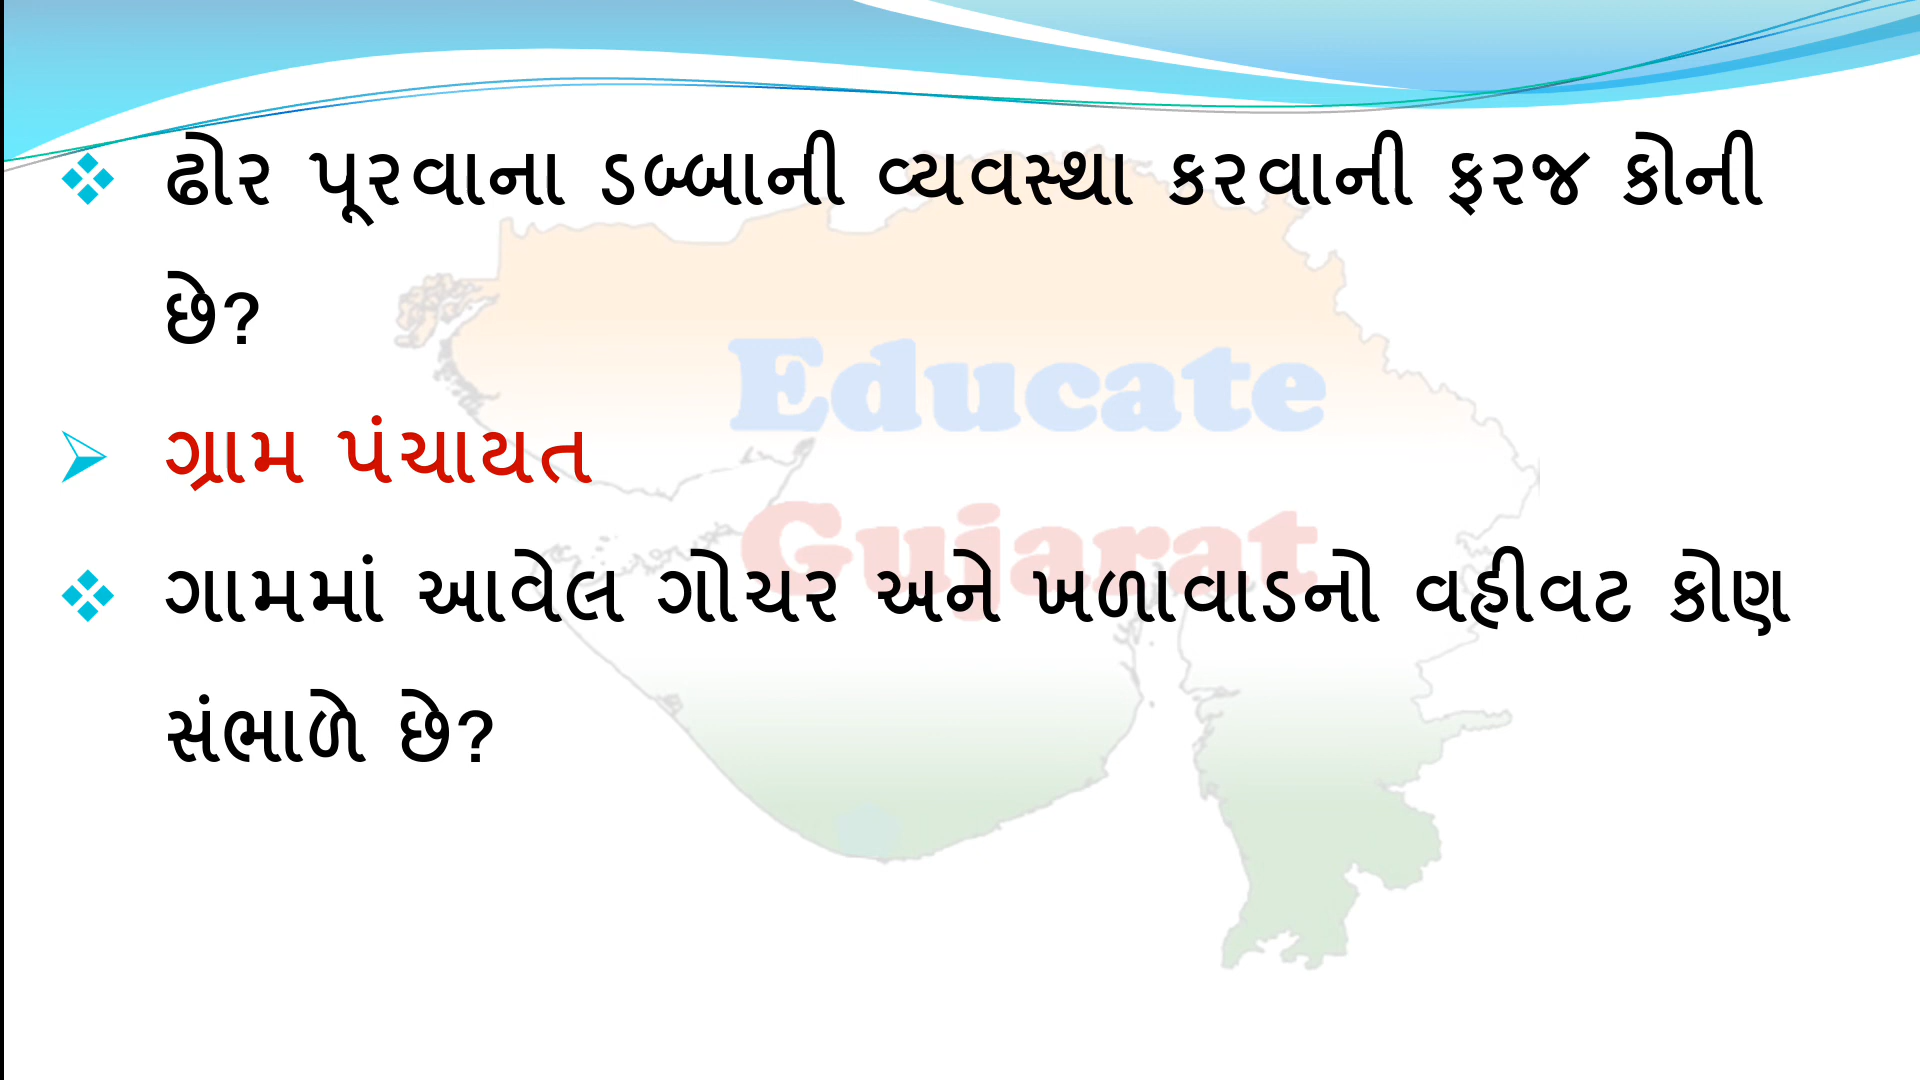 ઢોર પૂરવાના ડબ્બાની વ્યવસ્થા કરવાની ફરજ કોની
છે?
ગ્રામ પંચાયત
ગામમાં આવેલ ગોચર અને ખળાવાડનો વહીવટ કોણ
સંભાળે છે?
Educate
Gujarat